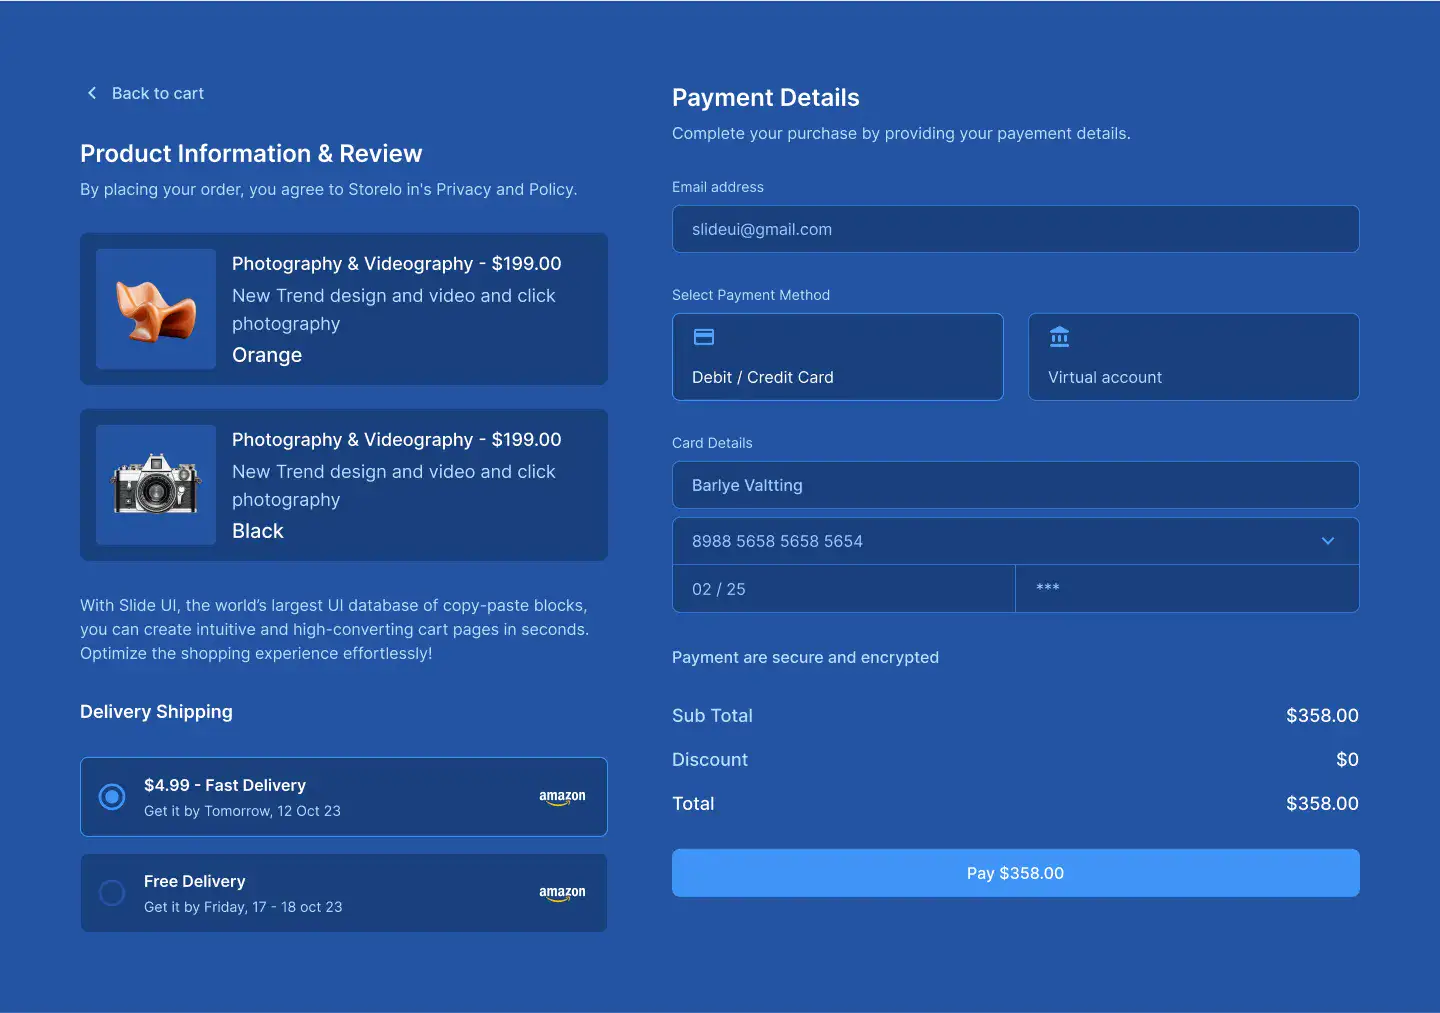 Back to cart
Product Information & Review
By placing your order, you agree to Storelo in's Privacy and Policy.
Photography & Videography - $199.00
New Trend design and video and click
photography
Orange
Photography & Videography - $199.00
New Trend design and video and click
photography
Black
With Slide UI, the world’s largest UI database of copy-paste blocks,
you can create intuitive and high-converting cart pages in seconds.
Optimize the shopping experience effortlessly!
Delivery Shipping
$4.99 - Fast Delivery
Get it by Tomorrow, 12 Oct 23
amazon
Free Delivery
Get it by Friday, 17 - 18 oct 23
amazon
Payment Details
Complete your purchase by providing your payement details.
Email address
slideui@gmail.com
Select Payment Method
Debit / Credit Card
Virtual account
Card Details
Barlye Valtting
8988 5658 5658 5654
02 / 25
***
Payment are secure and encrypted
Sub Total $358.00
Discount $0
Total $358.00
Pay $358.00